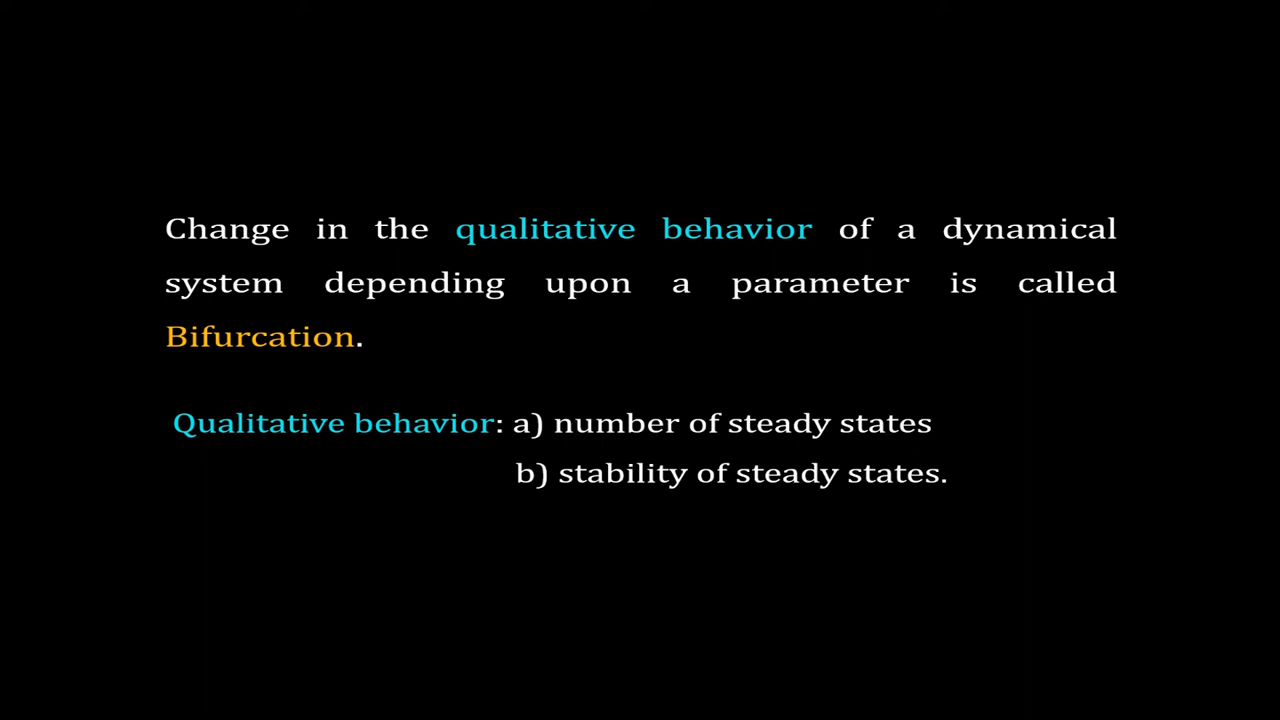 Change in the qualitative behavior of a dynamical
system depending upon a parameter is called
Bifurcation.
Qualitative behavior: a) number of steady states
b) stability of steady states.